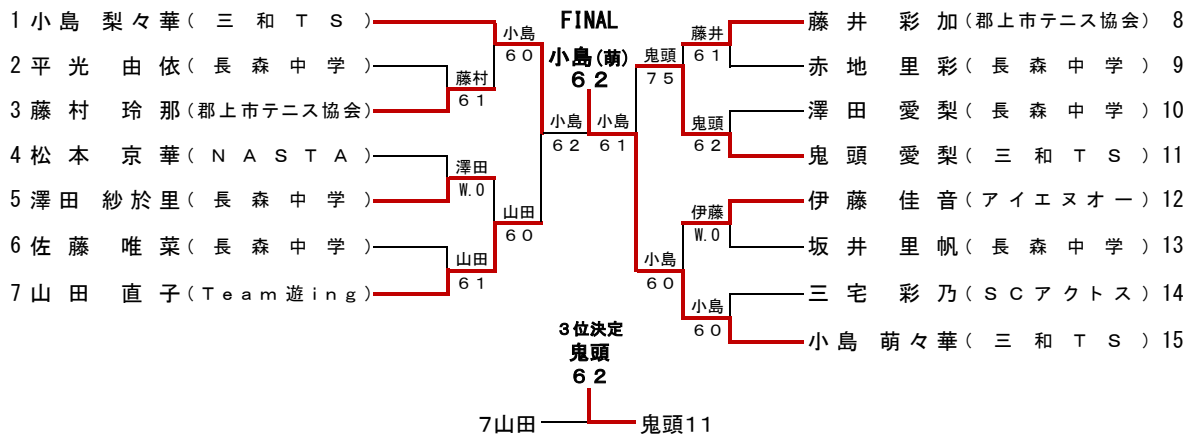 1 小島 梨々華 (三和TS)
2 平光 由依 (長森中学)
3 藤村 玲那 (郡上市テニス協会)
4 松本 京華 (NASTA)
5 澤田 紗於里 (長森中学)
6 佐藤 唯菜 (長森中学)
7 山田 直子 (Team遊ing)
藤村
61
澤田
W.0
山田
61
小島
60
山田
60
小島
62
FINAL
小島(萌)
62
小島
61
鬼頭
75
小島
60
藤井
61
鬼頭
62
伊藤
W.0
小島
60
藤井 彩加 (郡上市テニス協会) 8
赤地 里彩 (長森中学) 9
澤田 愛梨 (長森中学) 10
鬼頭 愛梨 (三和TS) 11
伊藤 佳音 (アイエヌオー) 12
坂井 里帆 (長森中学) 13
三宅 彩乃 (SCアクトス) 14
小島 萌々華 (三和TS) 15
3位決定
鬼頭
62
7山田
鬼頭11